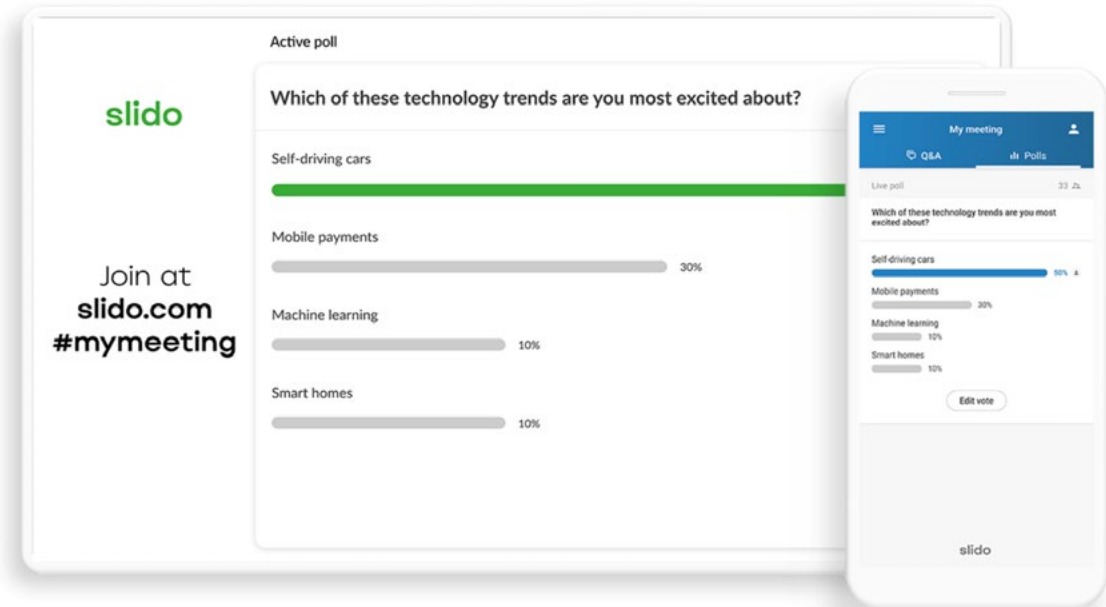 slido
Join at
slido.com
#mymeeting
Active poll
Which of these technology trends are you most excited about?
Self-driving cars
Mobile payments
30%
Machine learning
10%
Smart homes
10%
My meeting
Q&A
Polls
Live poll
33
Which of these technology trends are you most
excited about?
Self-driving cars
50%
Mobile payments
30%
Machine learning
10%
Smart homes
10%
Edit vote
slido